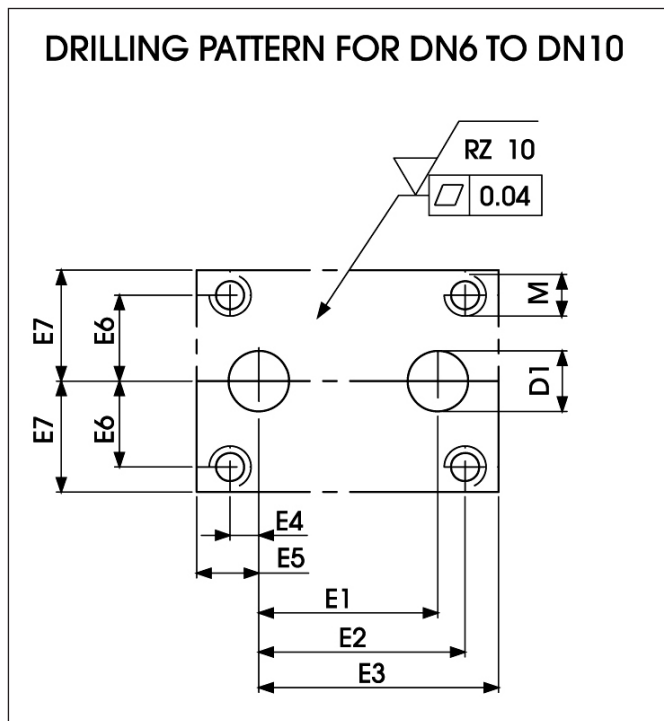 DRILLING PATTERN FOR DN6 TO DN10
RZ 10
0.04
E7
E6
M
D1
E7
E6
E4
E5
E1
E2
E3